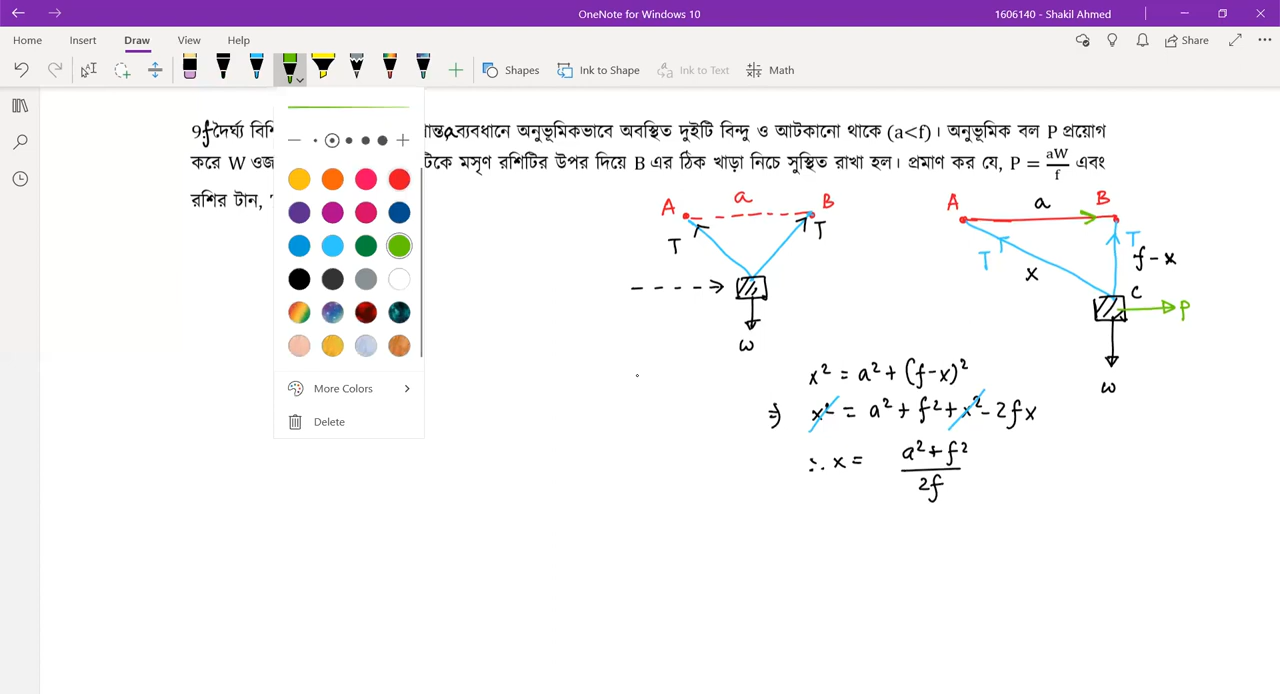 OneNote for Windows 10
1606140 - Shakil Ahmed
Home Insert Draw View Help
Share
Shapes
Ink to Shape
Ink to Text
Math
9 f দৈর্ঘ্য বিশি a ব্যবধানে অনুভূমিকভাবে অবস্থিত দুইটি বিন্দু ও আটকানো থাকে (a<f)। অনুভূমিক বল P প্রয়োগ
করে W ওজ টিকে মসৃণ রশিটির উপর দিয়ে B এর ঠিক খাড়া নিচে সুস্থিত রাখা হল। প্রমাণ কর যে, P = aW/f এবং
রশির টান,
A a B
T T
w
A a B
T T
x f-x
C
P
w
x² = a² + (f-x)²
⇒ x² = a² + f² + x² - 2fx
∴ x = (a² + f²)/2f
More Colors
Delete